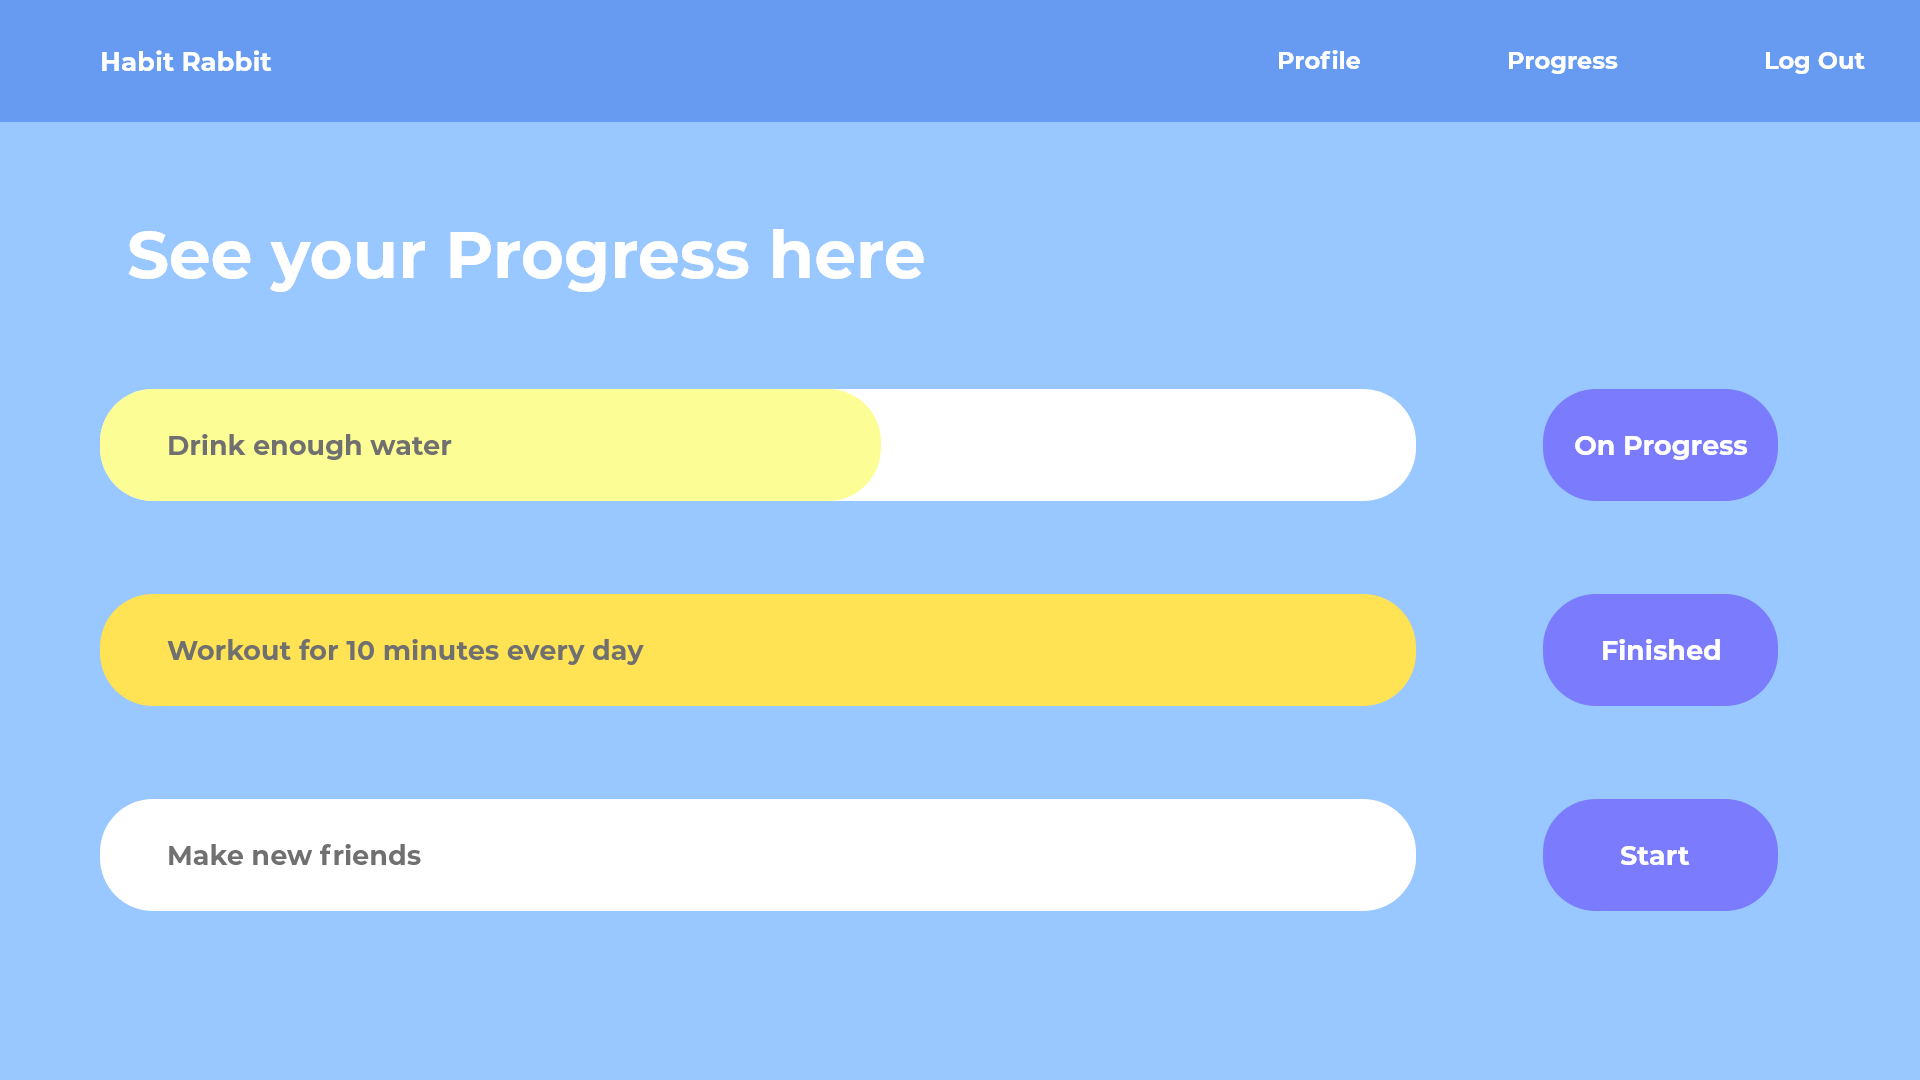 Habit Rabbit
Profile
Progress
Log Out
See your Progress here
Drink enough water
On Progress
Workout for 10 minutes every day
Finished
Make new friends
Start